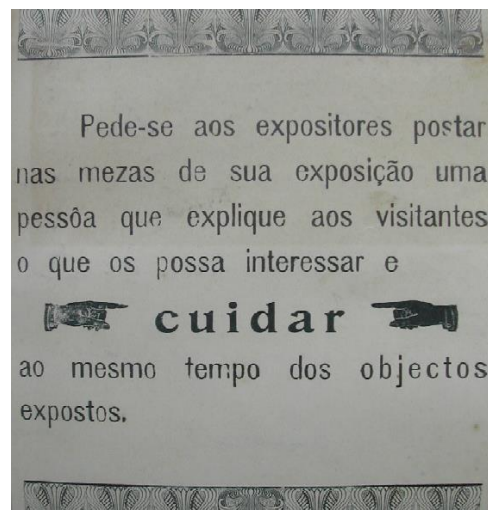 Pede-se aos expositores postar
nas mezas de sua exposição uma
pessôa que explique aos visitantes
o que os possa interessar e
cuidar
ao mesmo tempo dos objectos
expostos.